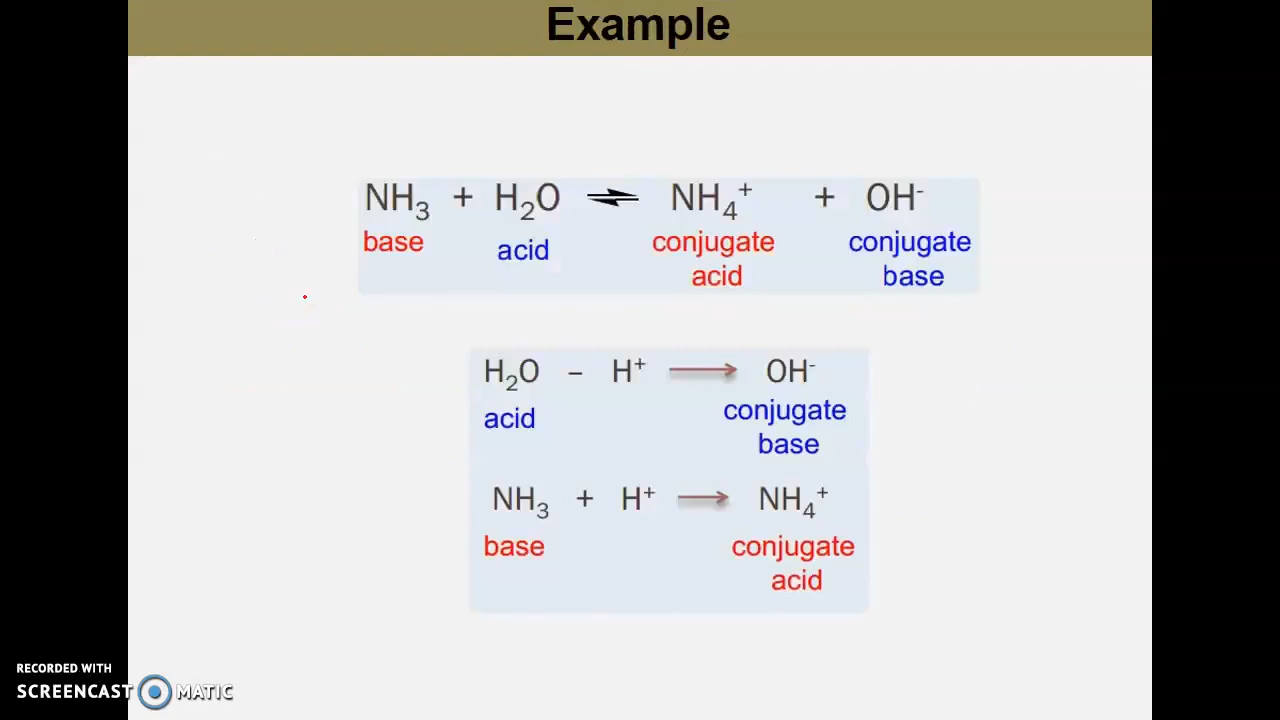 Example
NH₃ + H₂O ⇌ NH₄⁺ + OH⁻
base acid conjugate acid conjugate base
H₂O – H⁺ ⟶ OH⁻
acid conjugate base
NH₃ + H⁺ ⟶ NH₄⁺
base conjugate acid
RECORDED WITH
SCREENCAST MATIC